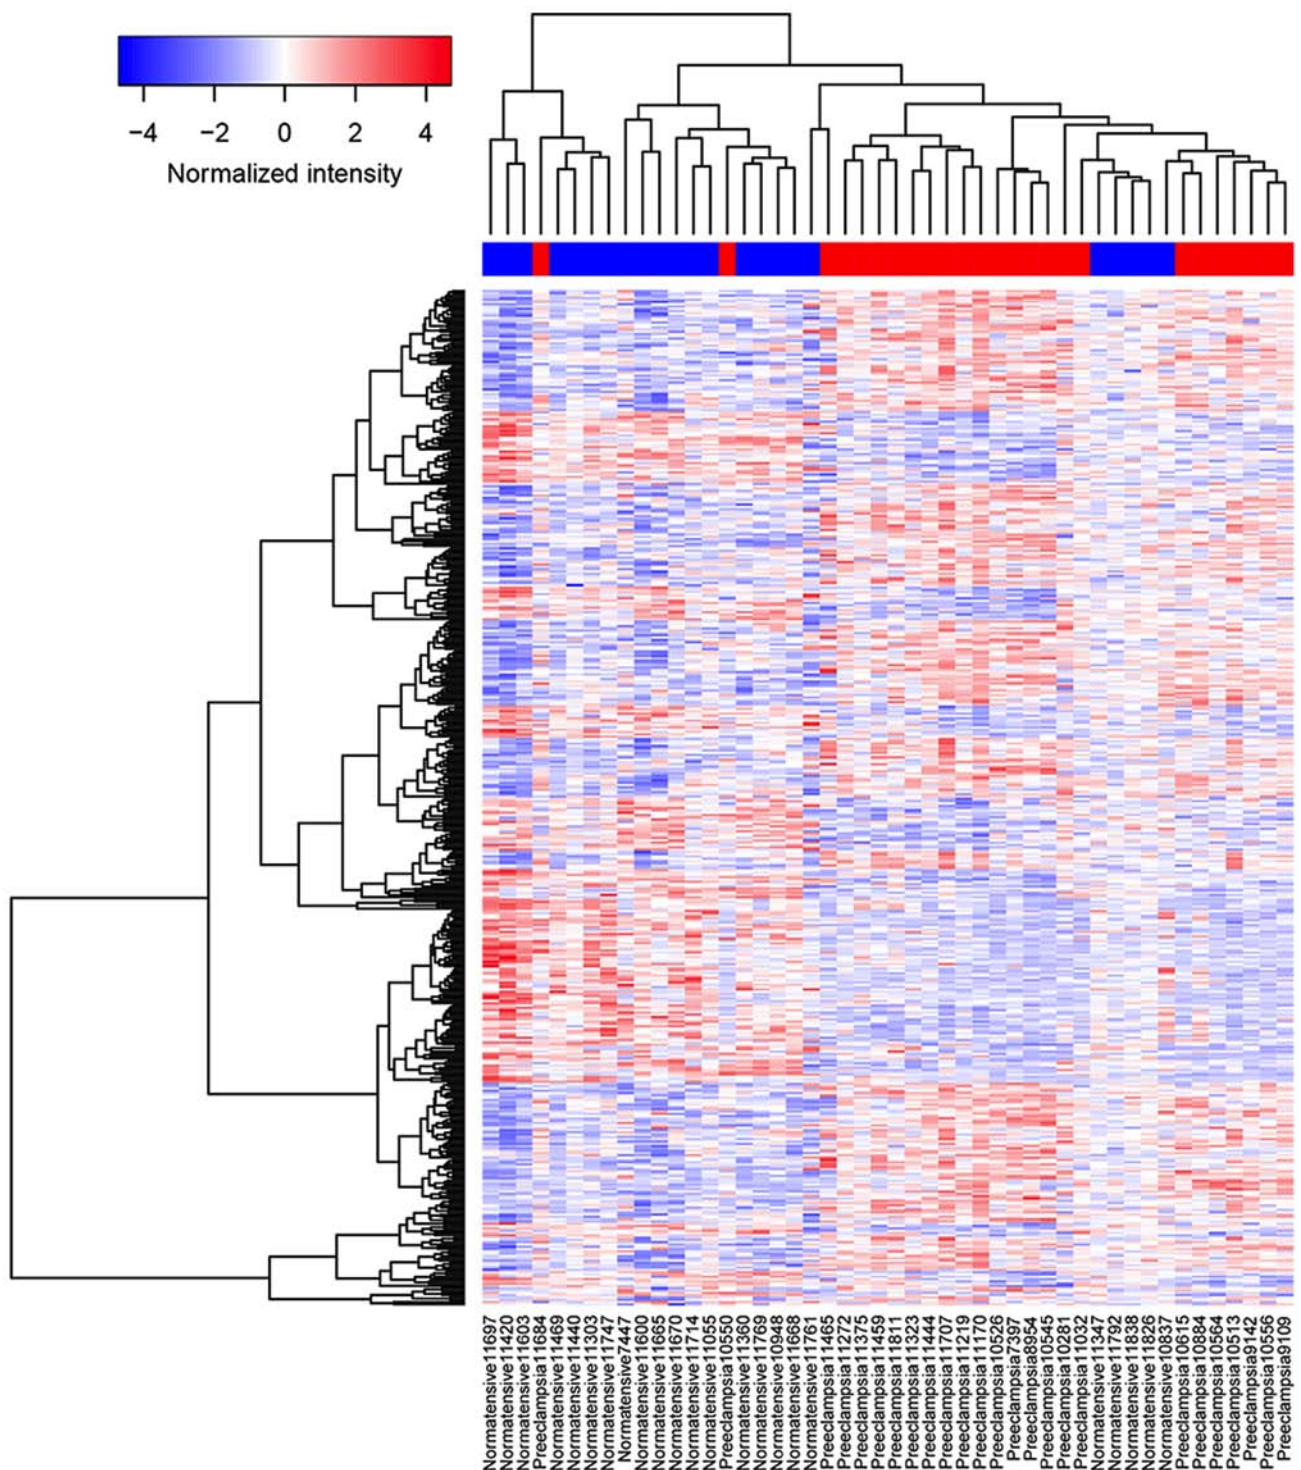 −4 −2 0 2 4
Normalized intensity
Normatensive11697
Normatensive11420
Normatensive11603
Preeclampsia11684
Normatensive11469
Normatensive11440
Normatensive11303
Normatensive11747
Normatensive7447
Normatensive11600
Normatensive11665
Normatensive11670
Normatensive11714
Normatensive11055
Preeclampsia10550
Normatensive11360
Normatensive11769
Normatensive10948
Normatensive11668
Normatensive11761
Preeclampsia11465
Preeclampsia11272
Preeclampsia11375
Preeclampsia11459
Preeclampsia11811
Preeclampsia11323
Preeclampsia11444
Preeclampsia11707
Preeclampsia11219
Preeclampsia11170
Preeclampsia10526
Preeclampsia7397
Preeclampsia8954
Preeclampsia10545
Preeclampsia10281
Preeclampsia11032
Normatensive11347
Normatensive11792
Normatensive11838
Normatensive11826
Normatensive10837
Preeclampsia10615
Preeclampsia10884
Preeclampsia10564
Preeclampsia10513
Preeclampsia9142
Preeclampsia10556
Preeclampsia9109